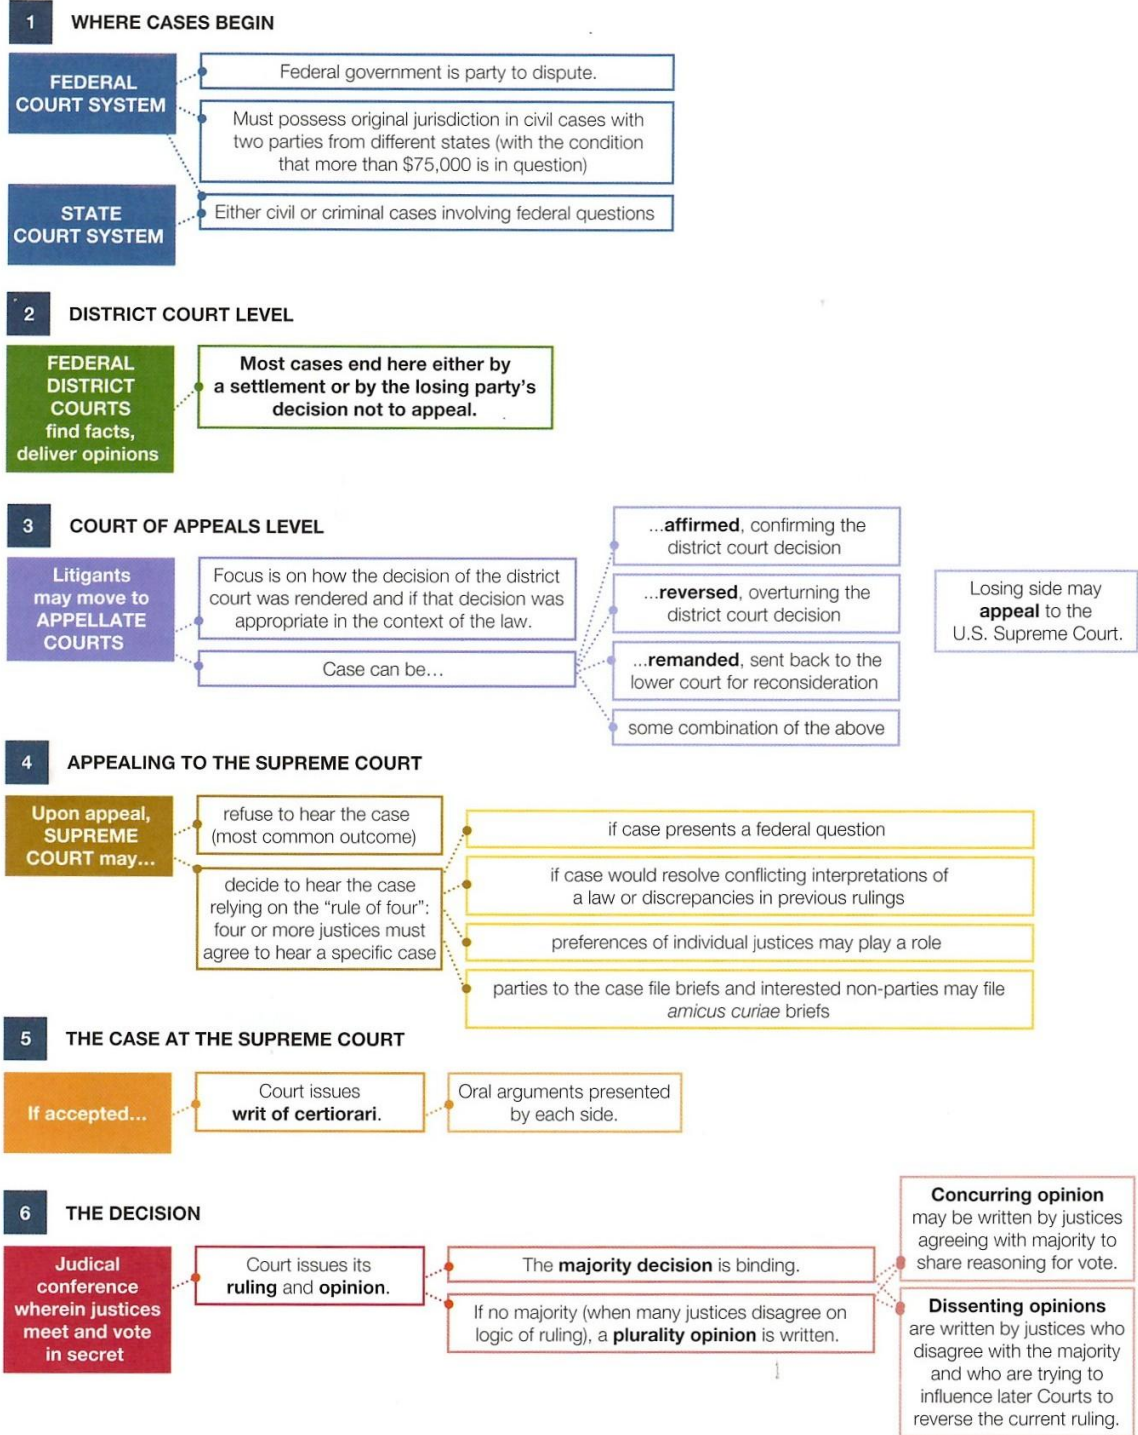 1 WHERE CASES BEGIN
FEDERAL
COURT SYSTEM
Federal government is party to dispute.
Must possess original jurisdiction in civil cases with
two parties from different states (with the condition
that more than $75,000 is in question)
STATE
COURT SYSTEM
Either civil or criminal cases involving federal questions
2 DISTRICT COURT LEVEL
FEDERAL
DISTRICT
COURTS
find facts,
deliver opinions
Most cases end here either by
a settlement or by the losing party's
decision not to appeal.
3 COURT OF APPEALS LEVEL
Litigants
may move to
APPELLATE
COURTS
Focus is on how the decision of the district
court was rendered and if that decision was
appropriate in the context of the law.
Case can be...
...affirmed, confirming the
district court decision
...reversed, overturning the
district court decision
...remanded, sent back to the
lower court for reconsideration
some combination of the above
Losing side may
appeal to the
U.S. Supreme Court.
4 APPEALING TO THE SUPREME COURT
Upon appeal,
SUPREME
COURT may...
refuse to hear the case
(most common outcome)
decide to hear the case
relying on the "rule of four":
four or more justices must
agree to hear a specific case
if case presents a federal question
if case would resolve conflicting interpretations of
a law or discrepancies in previous rulings
preferences of individual justices may play a role
parties to the case file briefs and interested non-parties may file
amicus curiae briefs
5 THE CASE AT THE SUPREME COURT
If accepted...
Court issues
writ of certiorari.
Oral arguments presented
by each side.
6 THE DECISION
Judical
conference
wherein justices
meet and vote
in secret
Court issues its
ruling and opinion.
The majority decision is binding.
If no majority (when many justices disagree on
logic of ruling), a plurality opinion is written.
Concurring opinion
may be written by justices
agreeing with majority to
share reasoning for vote.
Dissenting opinions
are written by justices who
disagree with the majority
and who are trying to
influence later Courts to
reverse the current ruling.